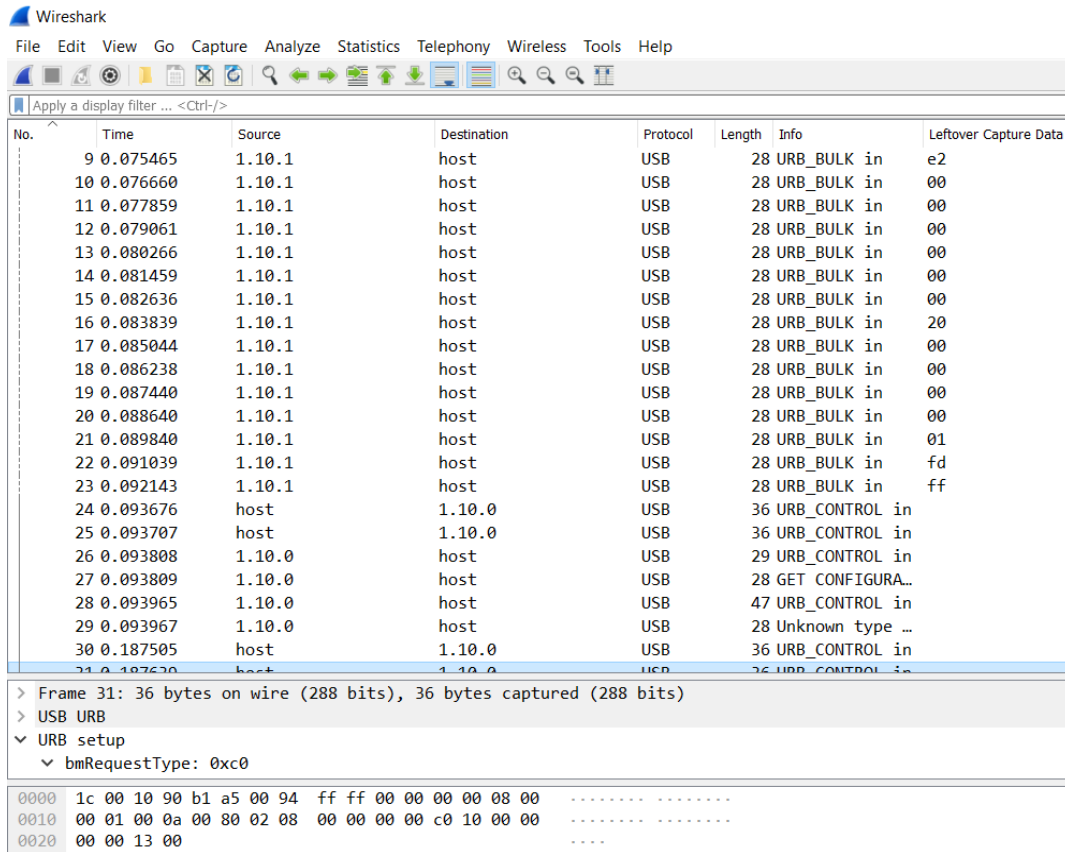 Wireshark
File Edit View Go Capture Analyze Statistics Telephony Wireless Tools Help
Apply a display filter ... <Ctrl-/>
No. Time Source Destination Protocol Length Info Leftover Capture Data
9 0.075465 1.10.1 host USB 28 URB_BULK in e2
10 0.076660 1.10.1 host USB 28 URB_BULK in 00
11 0.077859 1.10.1 host USB 28 URB_BULK in 00
12 0.079061 1.10.1 host USB 28 URB_BULK in 00
13 0.080266 1.10.1 host USB 28 URB_BULK in 00
14 0.081459 1.10.1 host USB 28 URB_BULK in 00
15 0.082636 1.10.1 host USB 28 URB_BULK in 00
16 0.083839 1.10.1 host USB 28 URB_BULK in 20
17 0.085044 1.10.1 host USB 28 URB_BULK in 00
18 0.086238 1.10.1 host USB 28 URB_BULK in 00
19 0.087440 1.10.1 host USB 28 URB_BULK in 00
20 0.088640 1.10.1 host USB 28 URB_BULK in 00
21 0.089840 1.10.1 host USB 28 URB_BULK in 01
22 0.091039 1.10.1 host USB 28 URB_BULK in fd
23 0.092143 1.10.1 host USB 28 URB_BULK in ff
24 0.093676 host 1.10.0 USB 36 URB_CONTROL in
25 0.093707 host 1.10.0 USB 36 URB_CONTROL in
26 0.093808 1.10.0 host USB 29 URB_CONTROL in
27 0.093809 1.10.0 host USB 28 GET CONFIGURA…
28 0.093965 1.10.0 host USB 47 URB_CONTROL in
29 0.093967 1.10.0 host USB 28 Unknown type …
30 0.187505 host 1.10.0 USB 36 URB_CONTROL in
31 0.187639 host 1.10.0 USB 36 URB_CONTROL in
Frame 31: 36 bytes on wire (288 bits), 36 bytes captured (288 bits)
USB URB
URB setup
bmRequestType: 0xc0
0000 1c 00 10 90 b1 a5 00 94 ff ff 00 00 00 00 08 00 ········ ········
0010 00 01 00 0a 00 80 02 08 00 00 00 00 c0 10 00 00 ········ ········
0020 00 00 13 00 ····